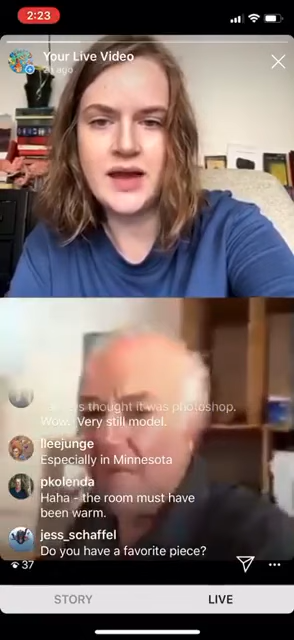 2:23
Your Live Video
ago
thought it was photoshop.
Wow. Very still model.
lleejunge
Especially in Minnesota
pkolenda
Haha - the room must have
been warm.
jess_schaffel
Do you have a favorite piece?
37
STORY
LIVE